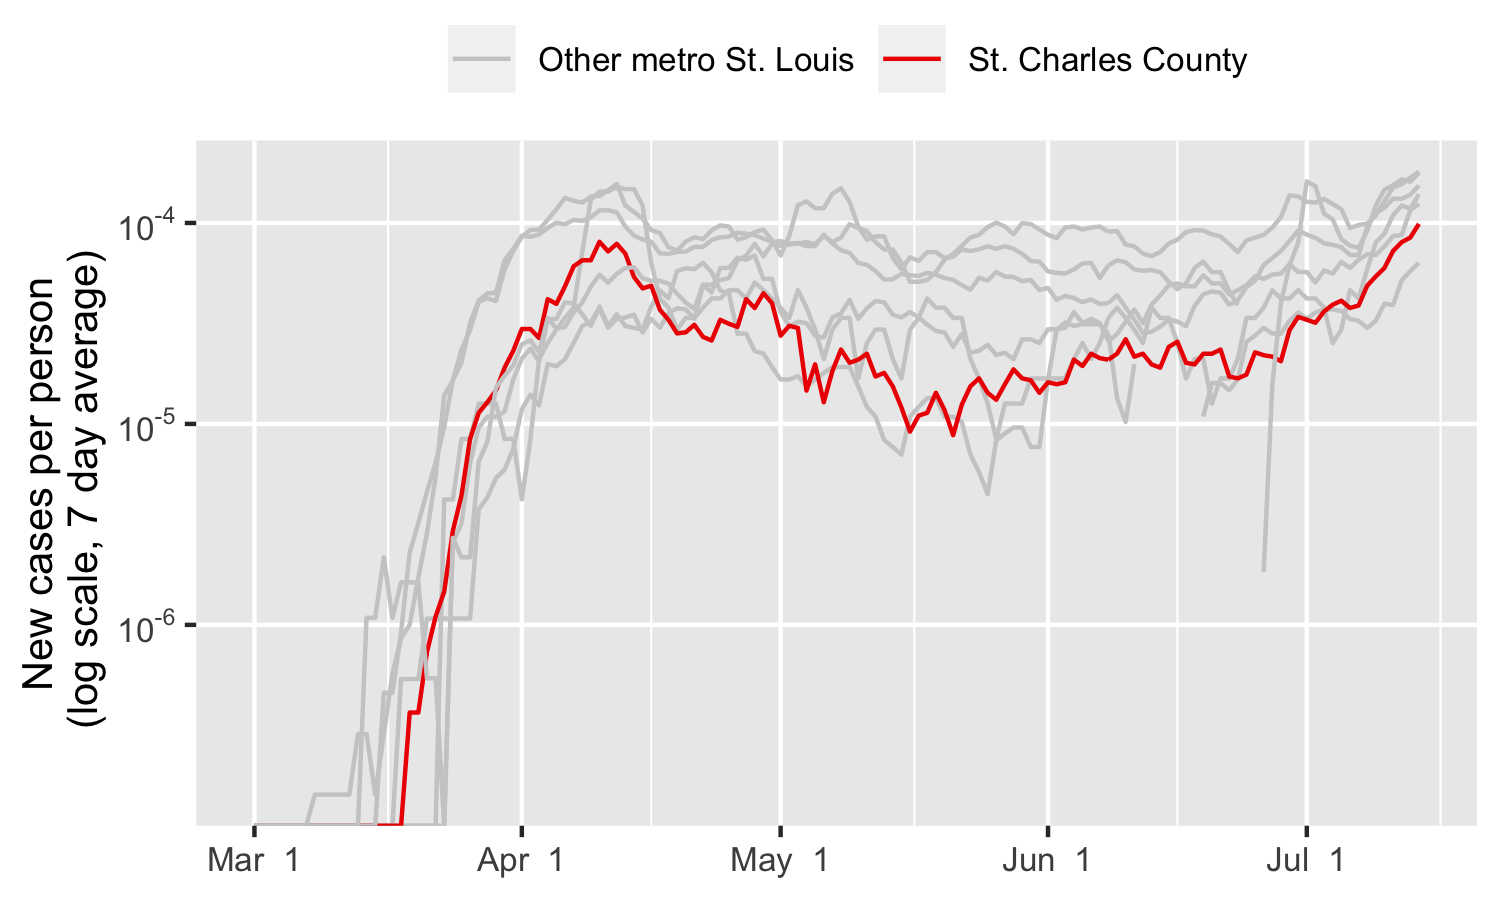 Other metro St. Louis
St. Charles County
New cases per person
(log scale, 7 day average)
10-4
10-5
10-6
Mar 1
Apr 1
May 1
Jun 1
Jul 1